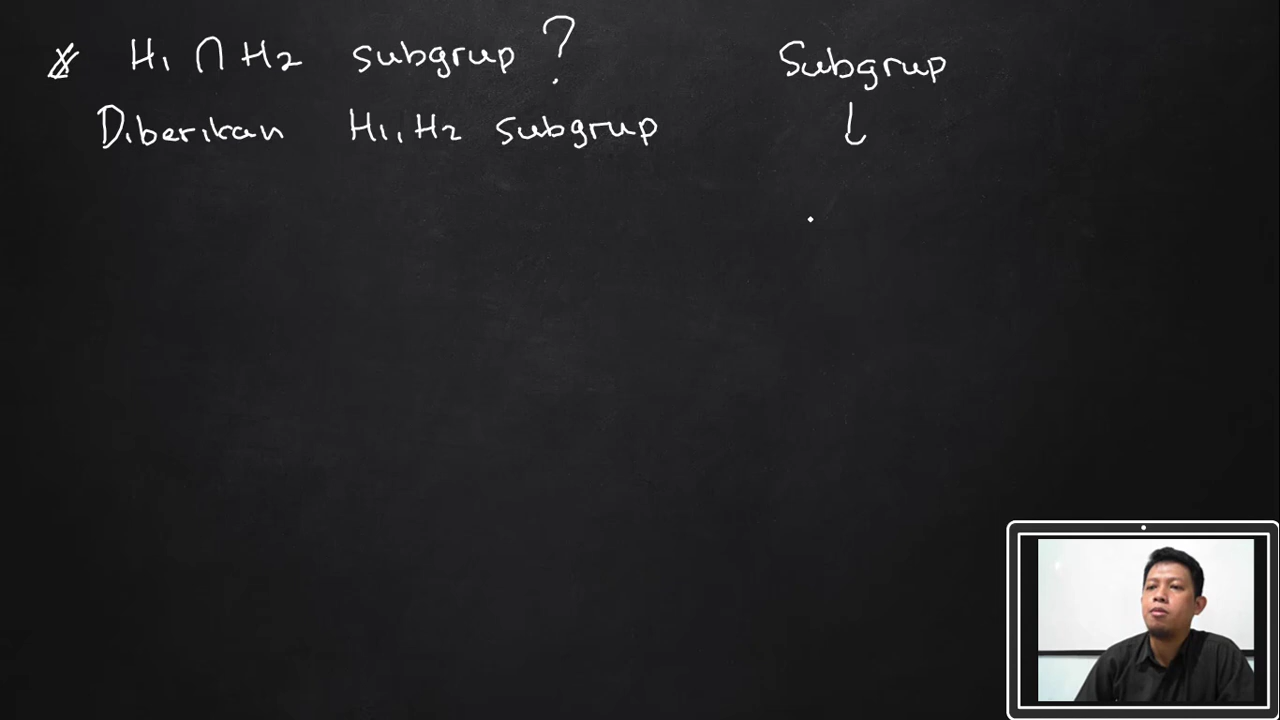 * H₁ ∩ H₂ subgrup ?
Diberikan H₁, H₂ subgrup
Subgrup
↓